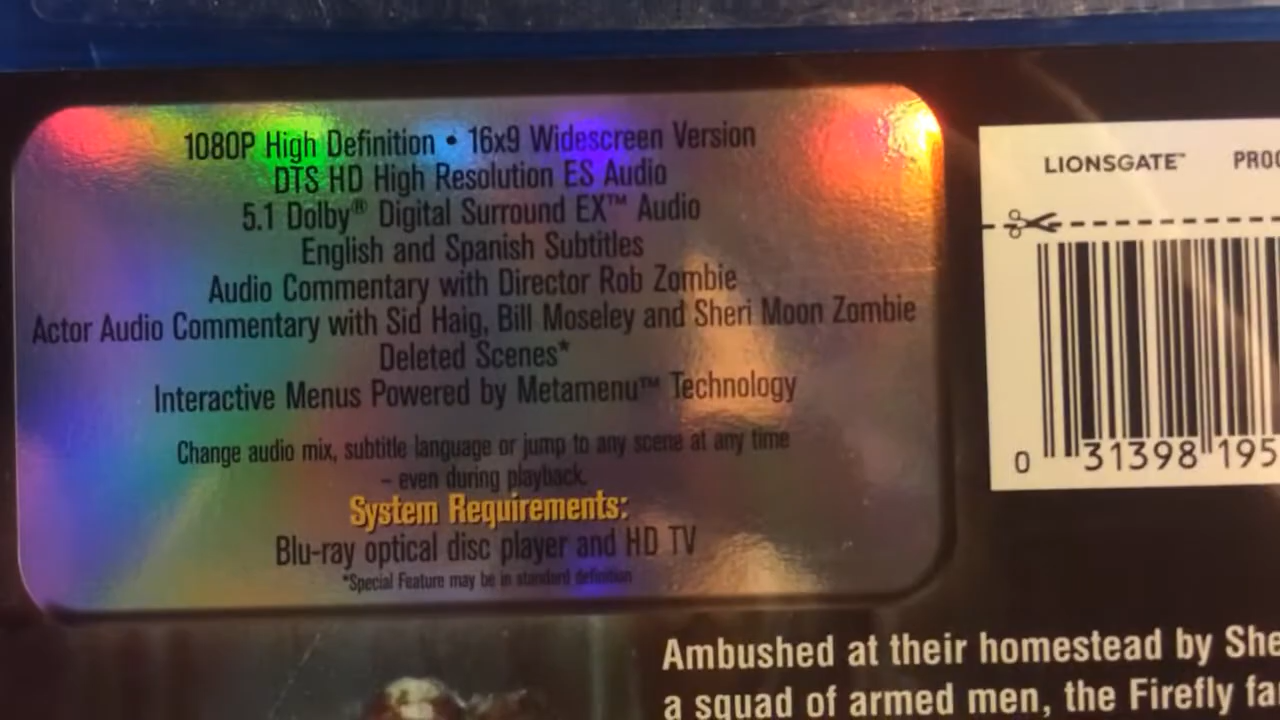 1080P High Definition • 16x9 Widescreen Version
DTS HD High Resolution ES Audio
5.1 Dolby® Digital Surround EX™ Audio
English and Spanish Subtitles
Audio Commentary with Director Rob Zombie
Actor Audio Commentary with Sid Haig, Bill Moseley and Sheri Moon Zombie
Deleted Scenes*
Interactive Menus Powered by Metamenu™ Technology
Change audio mix, subtitle language or jump to any scene at any time
– even during playback.
System Requirements:
Blu-ray optical disc player and HD TV
*Special Feature may be in standard definition
LIONSGATE™ PROO
0 31398 195
Ambushed at their homestead by She
a squad of armed men, the Firefly fa